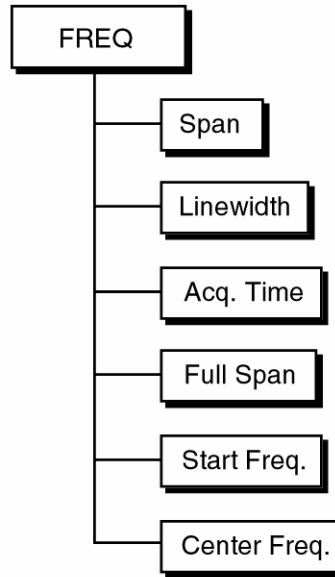 FREQ
Span
Linewidth
Acq. Time
Full Span
Start Freq.
Center Freq.